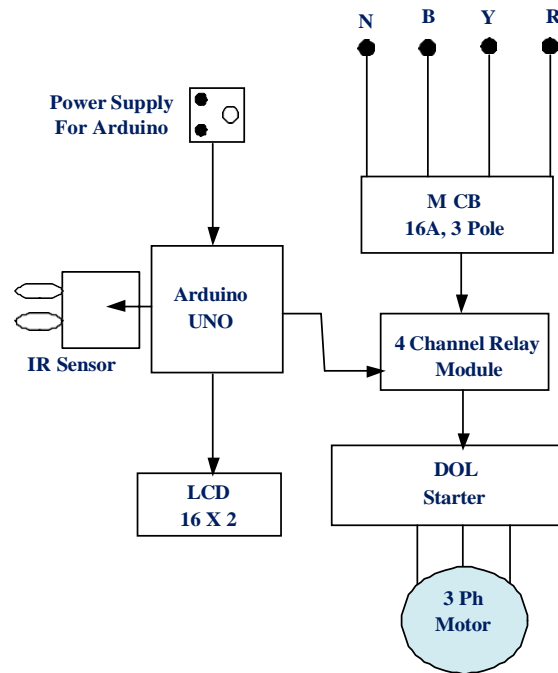 N B Y R
Power Supply
For Arduino
M CB
16A, 3 Pole
Arduino
UNO
IR Sensor
4 Channel Relay
Module
LCD
16 X 2
DOL
Starter
3 Ph
Motor